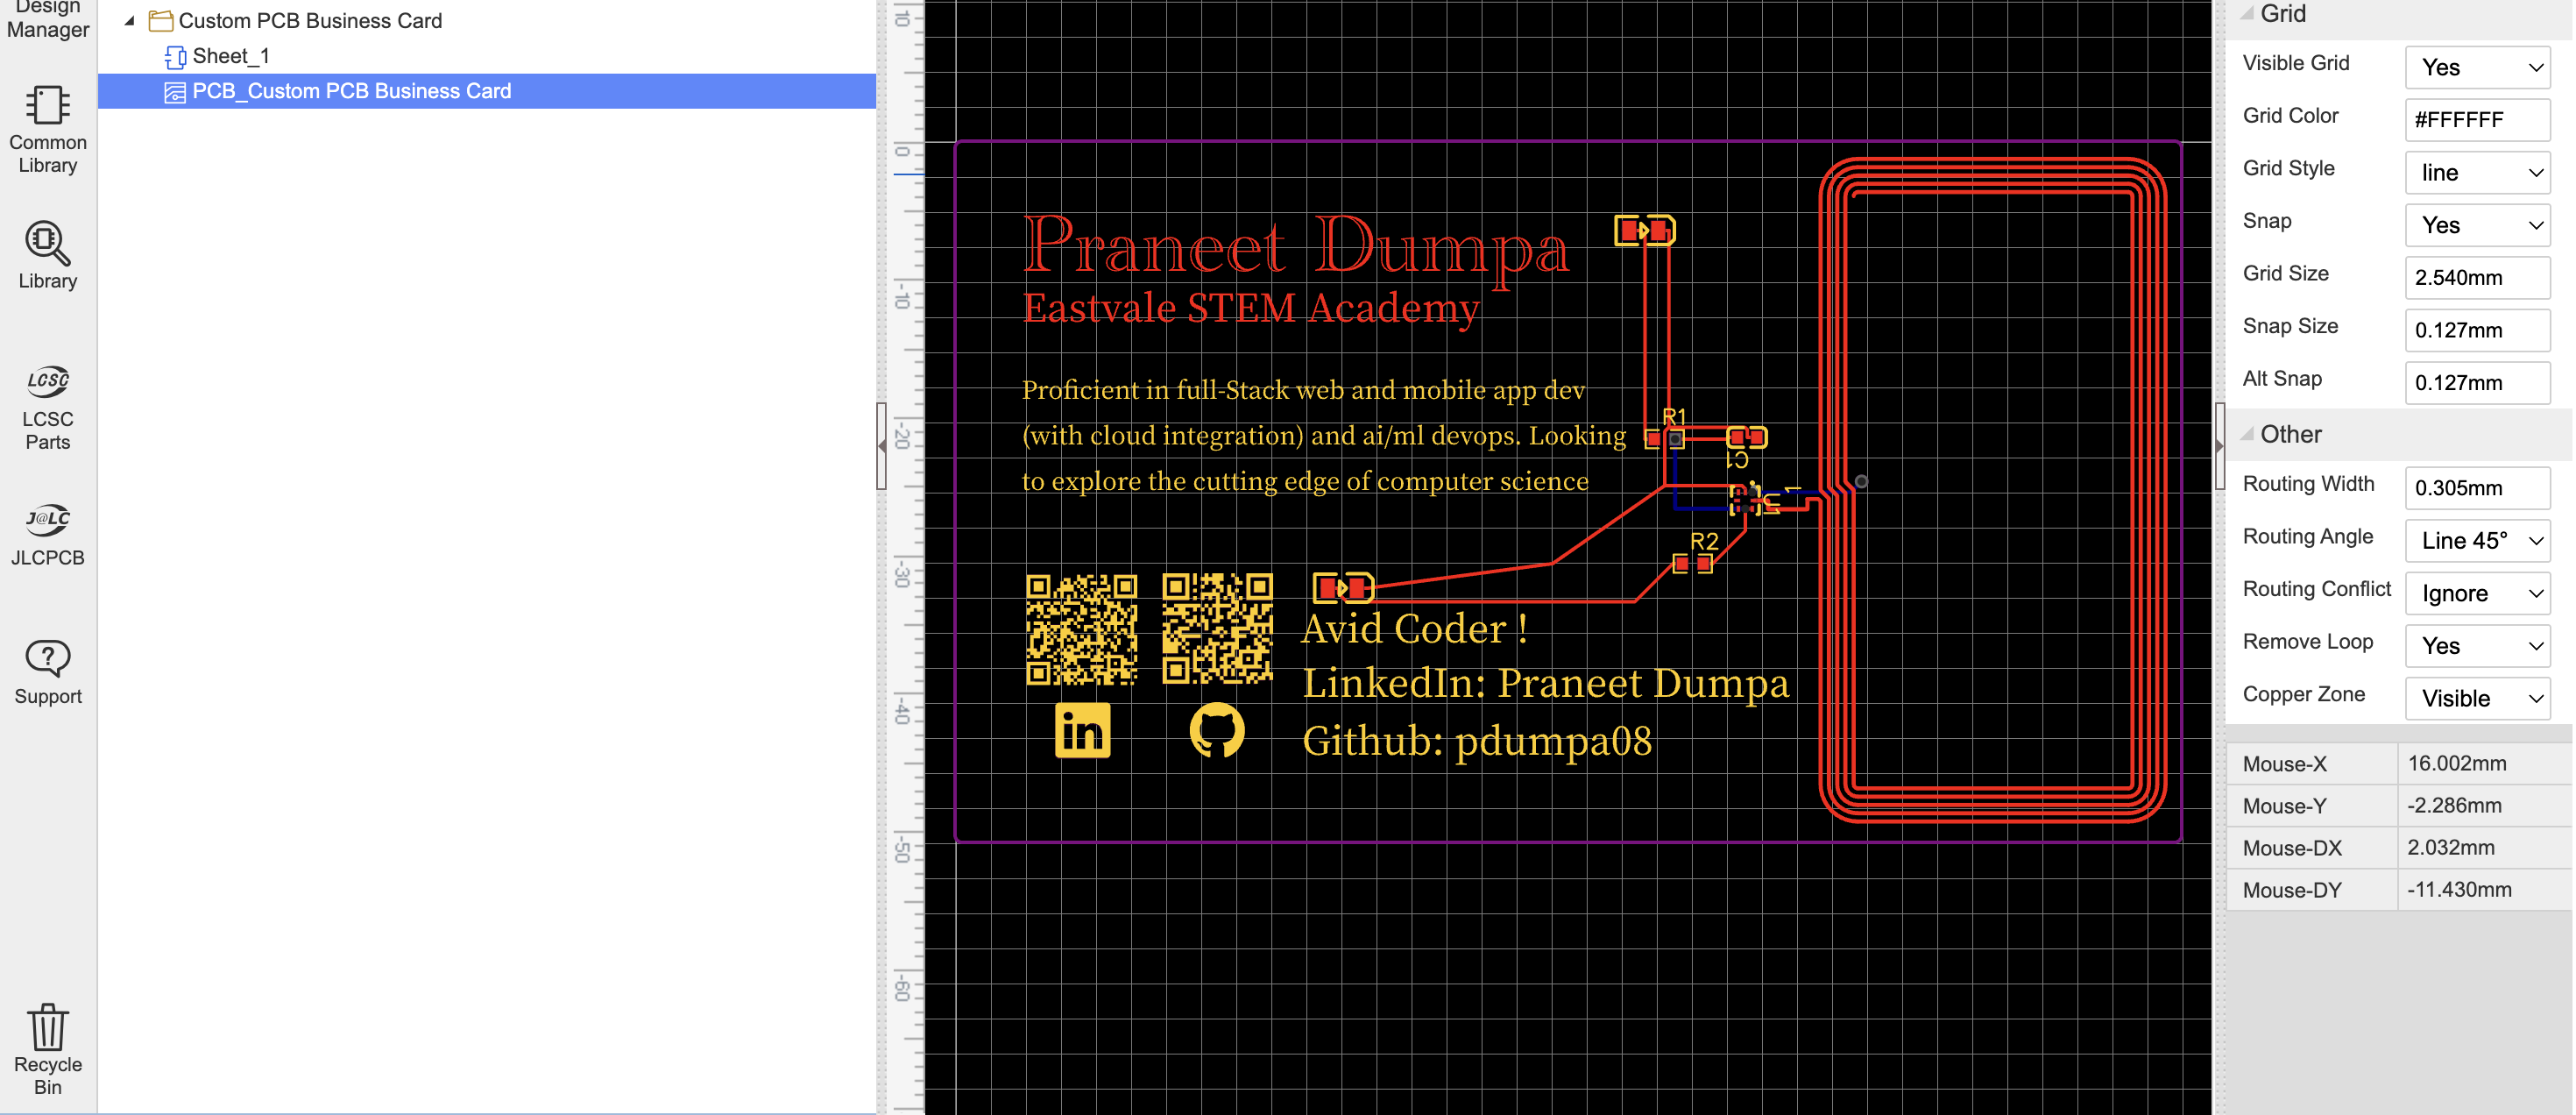 Design
Manager
Common
Library
Library
LCSC
LCSC
Parts
J@LC
JLCPCB
?
Support
Recycle
Bin
Custom PCB Business Card
Sheet_1
PCB_Custom PCB Business Card
10
0
-10
-20
-30
-40
-50
-60
Praneet Dumpa
Eastvale STEM Academy
Proficient in full-Stack web and mobile app dev
(with cloud integration) and ai/ml devops. Looking
to explore the cutting edge of computer science
R1
C1
U1
R2
Avid Coder !
LinkedIn: Praneet Dumpa
in
Github: pdumpa08
Grid
Visible Grid Yes
Grid Color #FFFFFF
Grid Style line
Snap Yes
Grid Size 2.540mm
Snap Size 0.127mm
Alt Snap 0.127mm
Other
Routing Width 0.305mm
Routing Angle Line 45°
Routing Conflict Ignore
Remove Loop Yes
Copper Zone Visible
Mouse-X 16.002mm
Mouse-Y -2.286mm
Mouse-DX 2.032mm
Mouse-DY -11.430mm